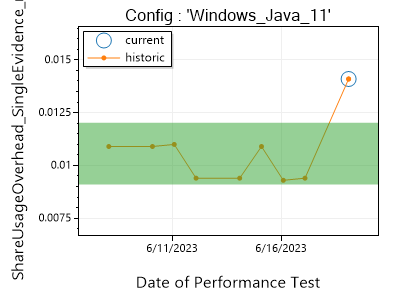 Config : 'Windows_Java_11'
ShareUsageOverhead_SingleEvidence_
current
historic
0.015
0.0125
0.01
0.0075
6/11/2023
6/16/2023
Date of Performance Test